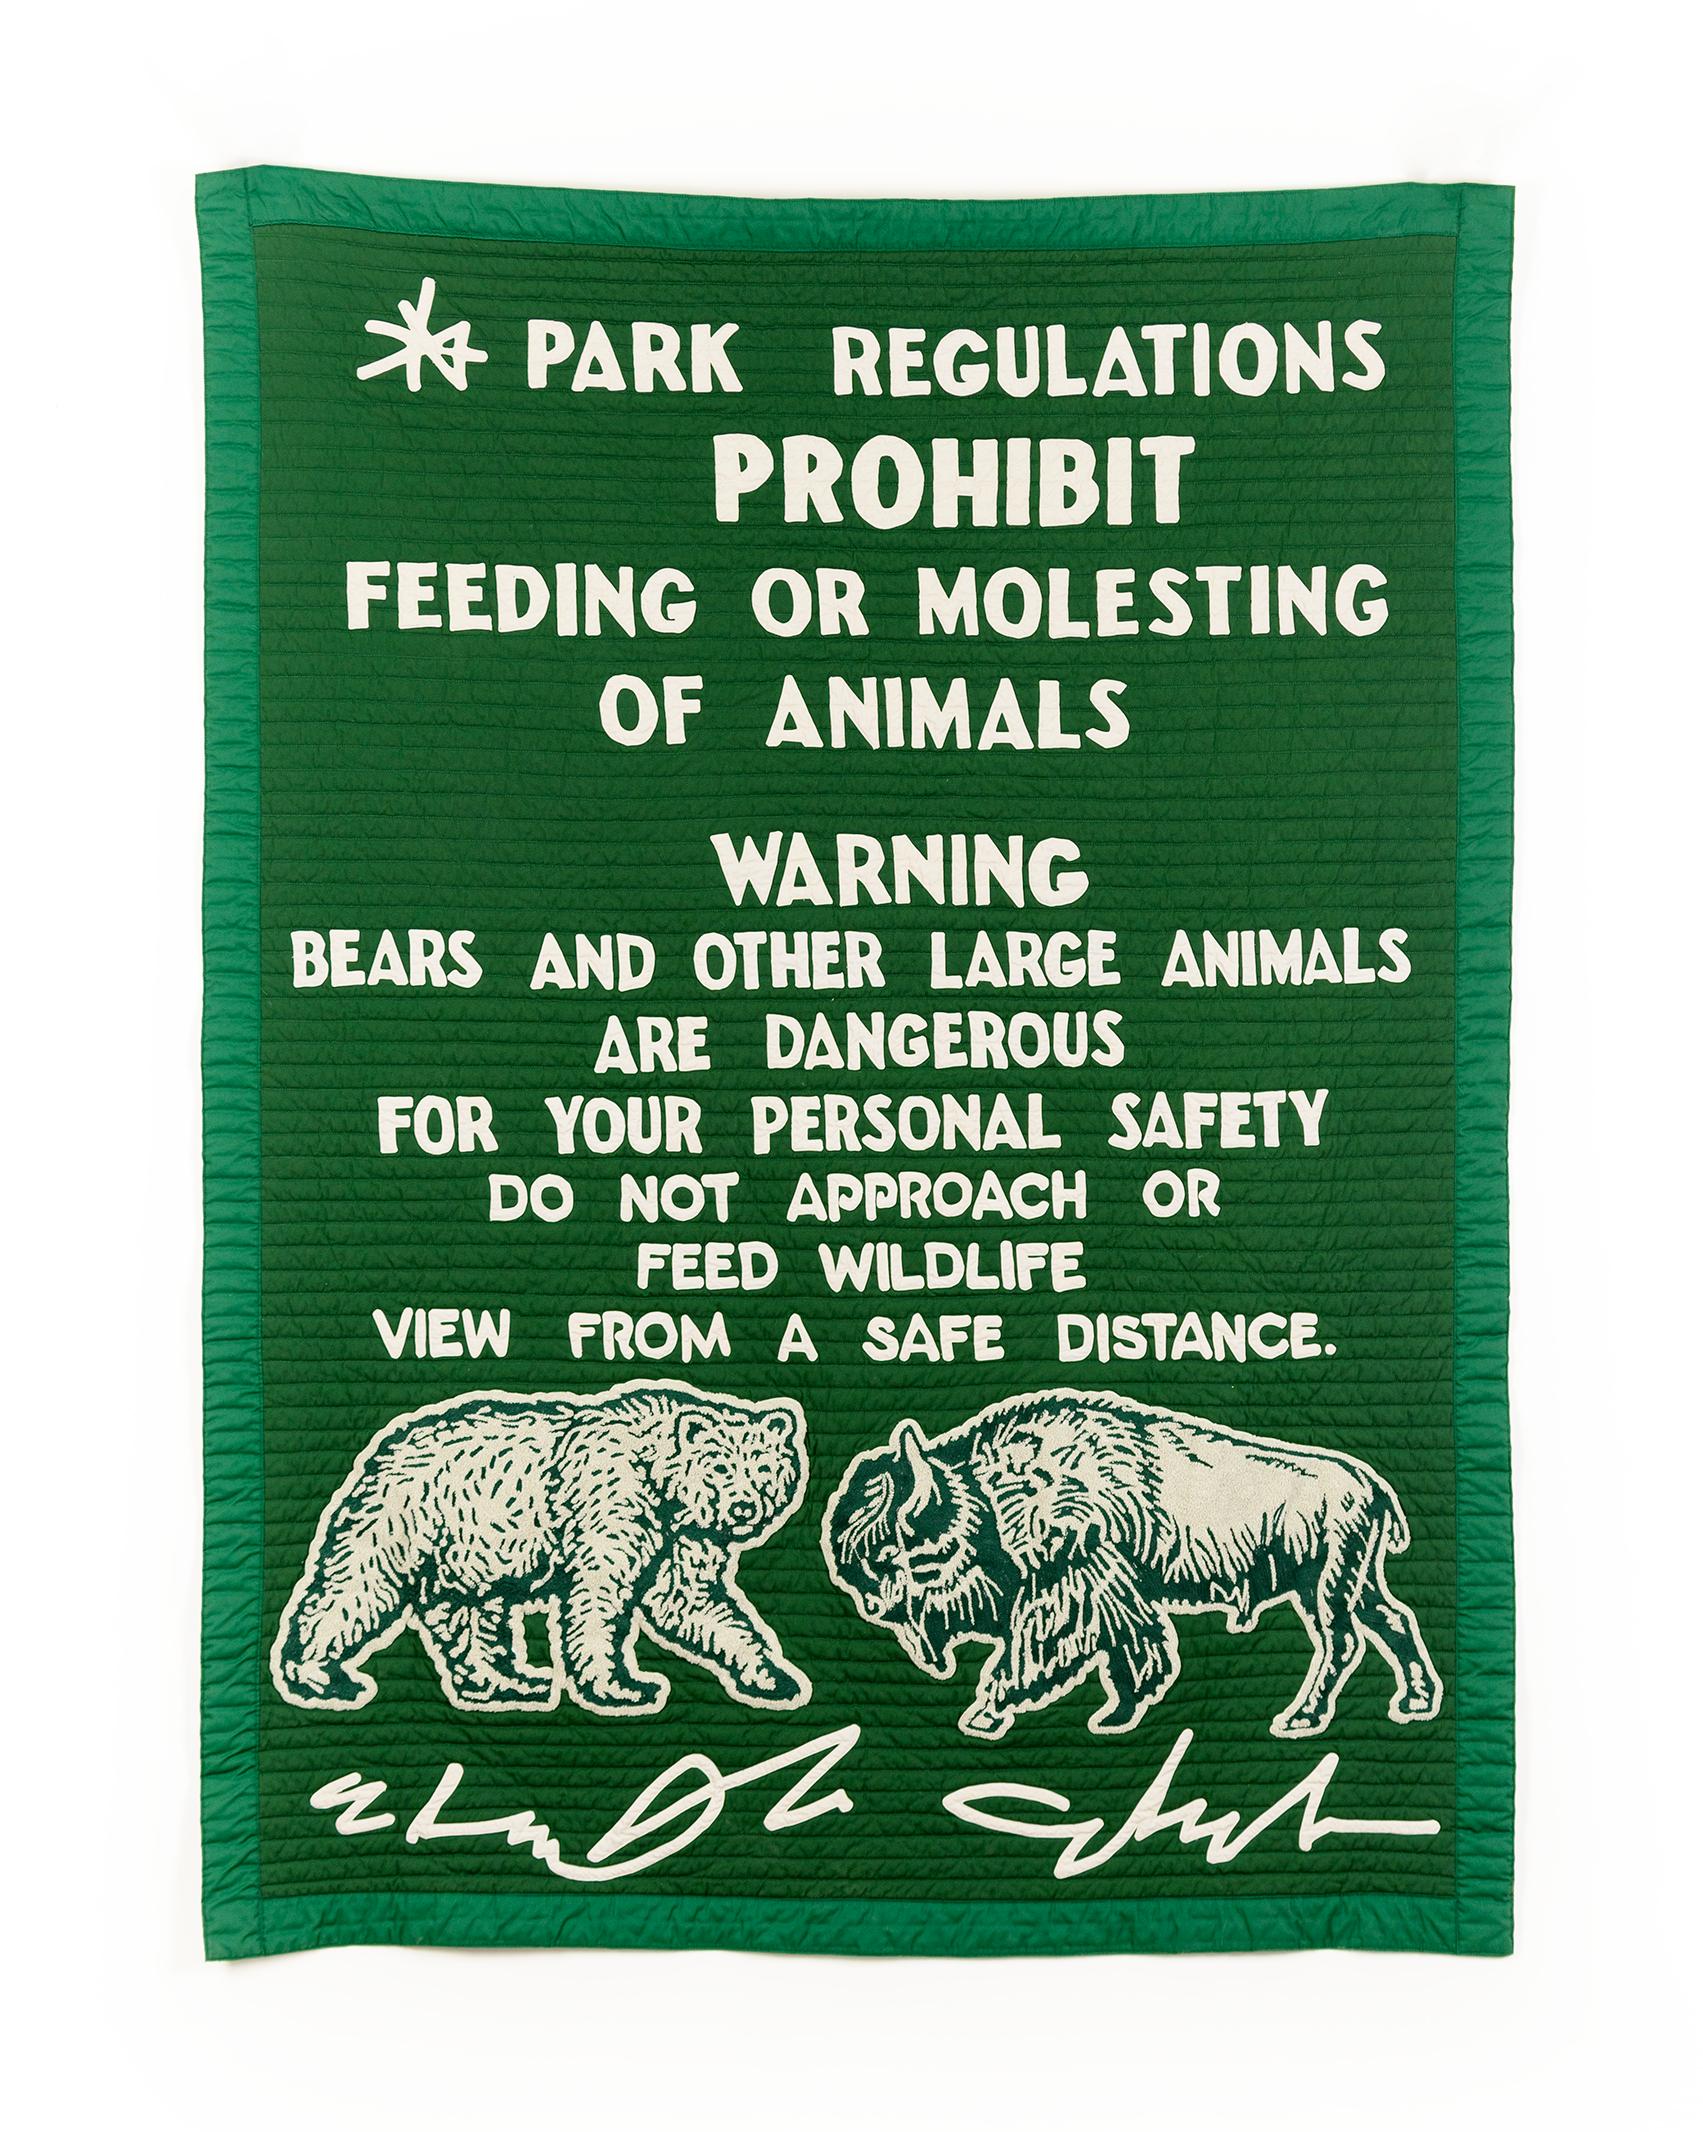 PARK REGULATIONS
PROHIBIT
FEEDING OR MOLESTING
OF ANIMALS
WARNING
BEARS AND OTHER LARGE ANIMALS
ARE DANGEROUS
FOR YOUR PERSONAL SAFETY
DO NOT APPROACH OR
FEED WILDLIFE
VIEW FROM A SAFE DISTANCE.